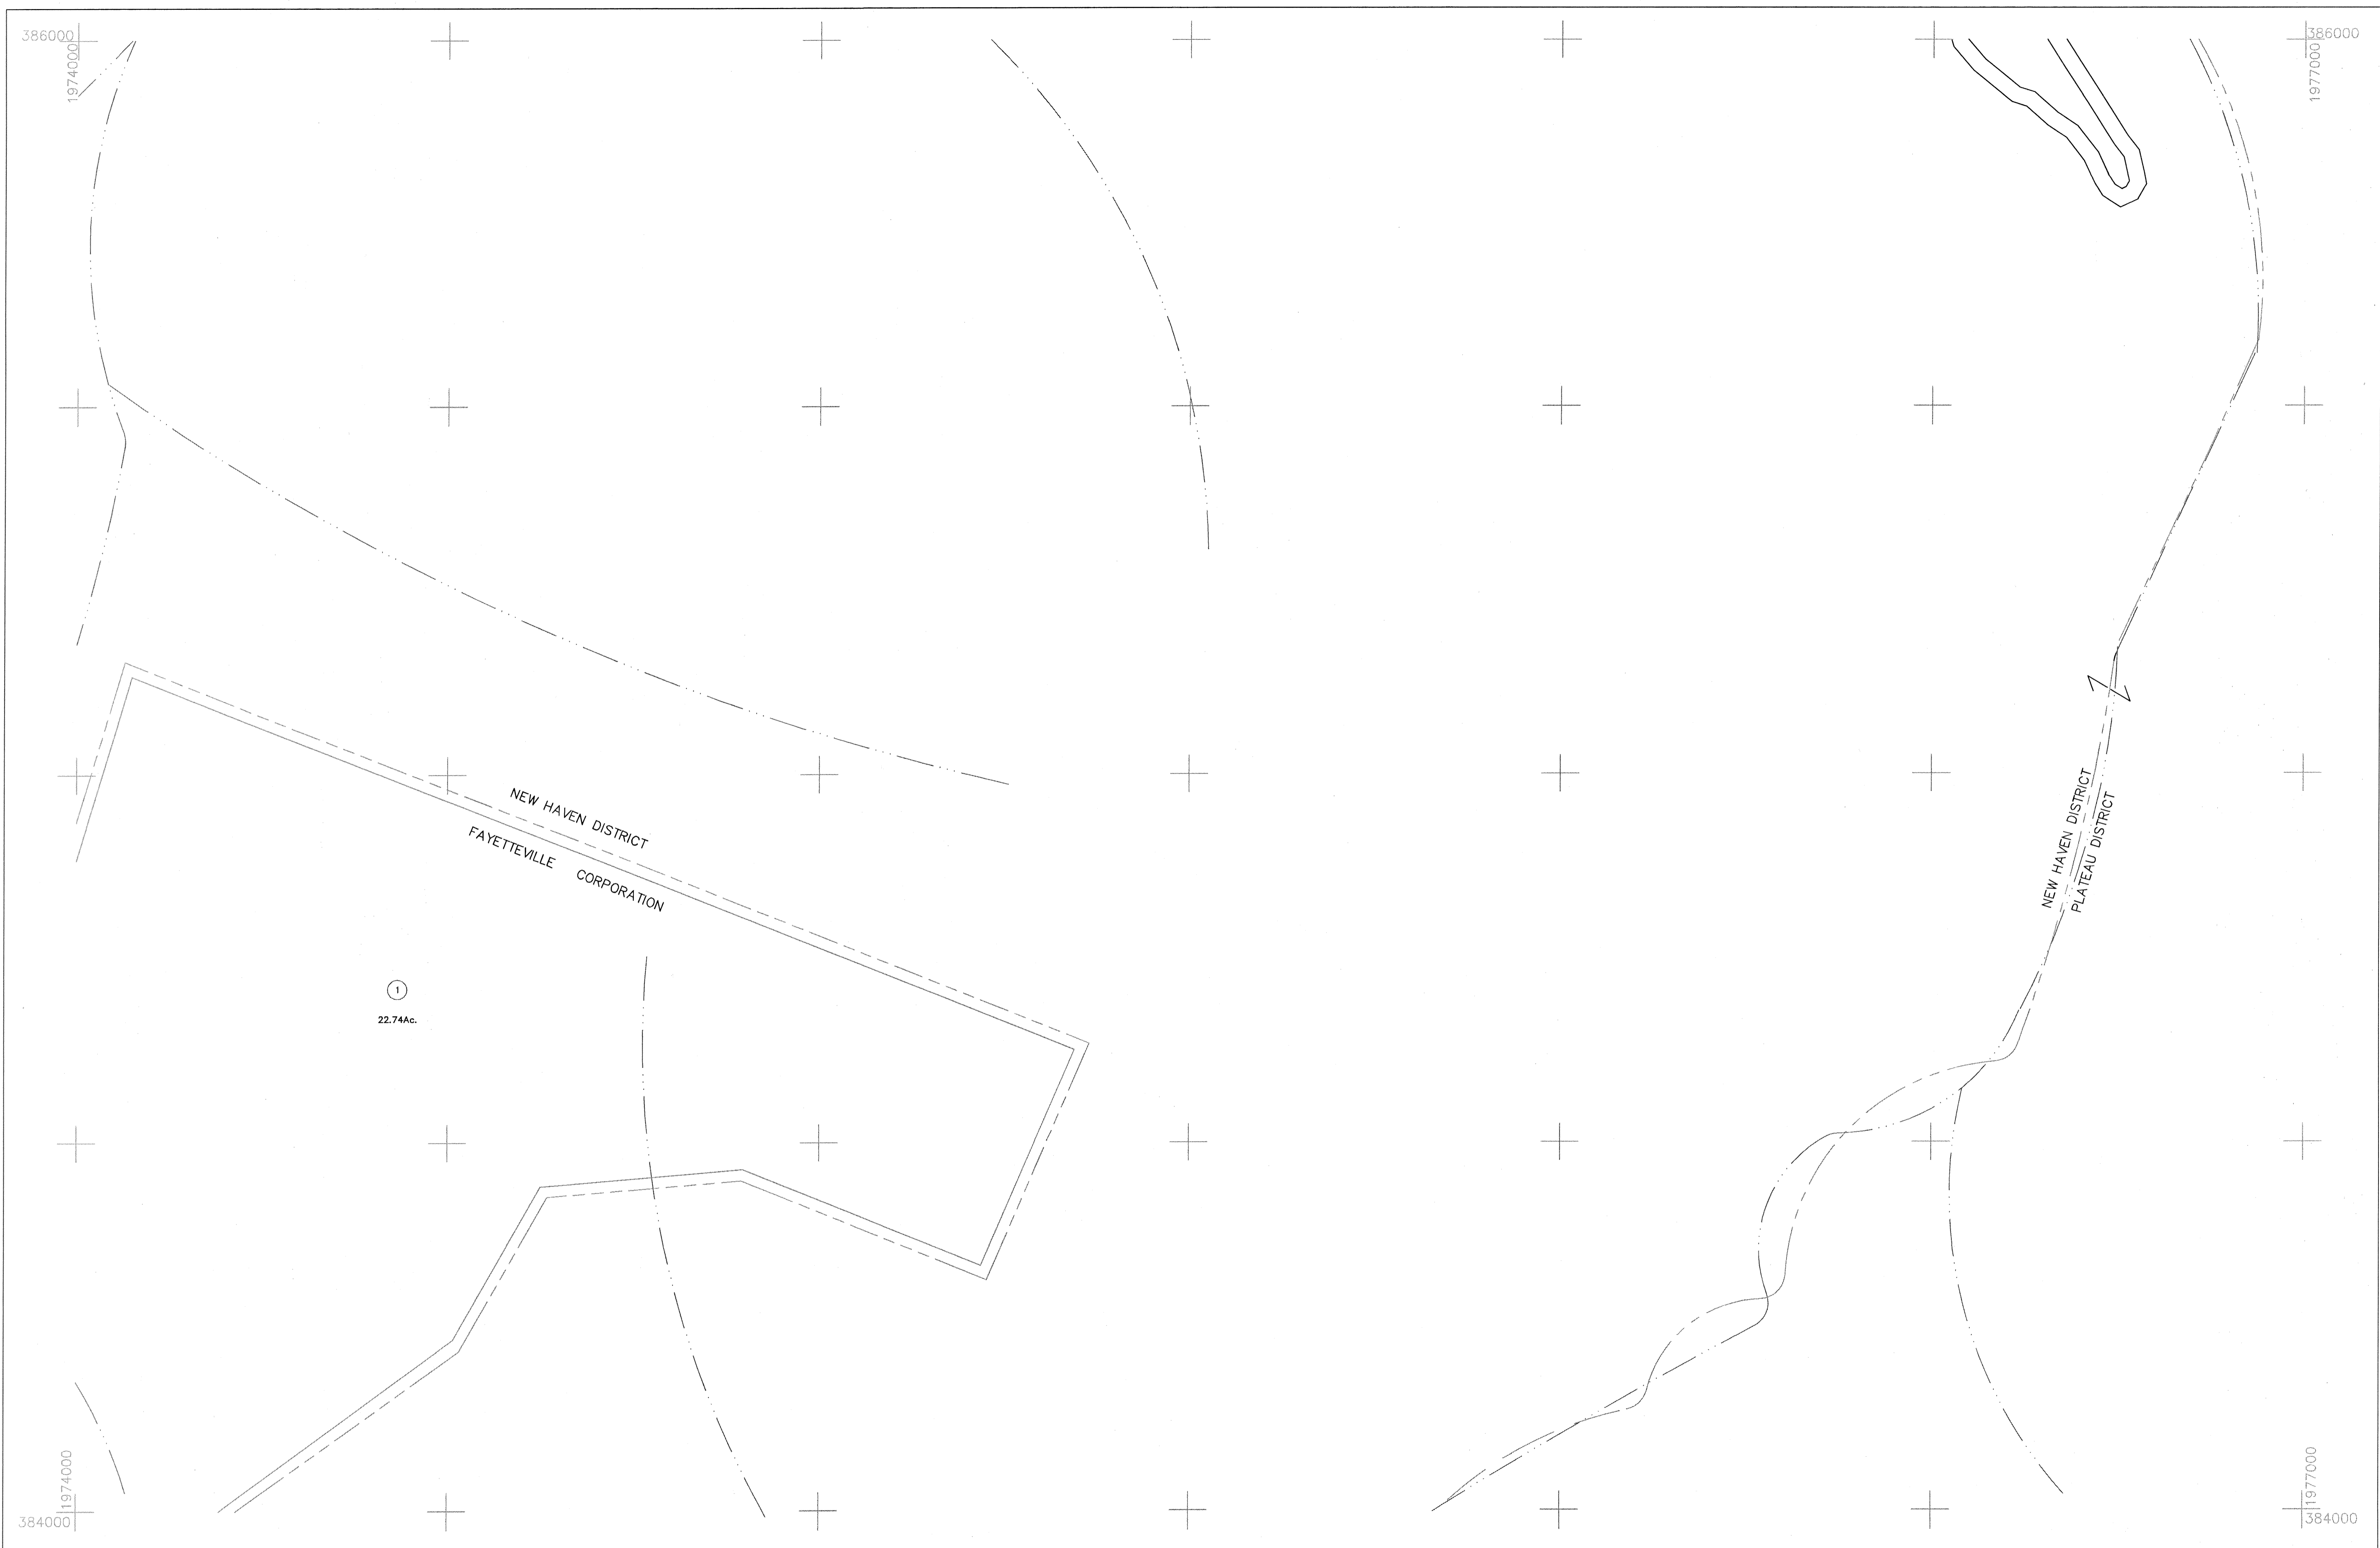 386000
1974000
386000
1977000
NEW HAVEN DISTRICT
FAYETTEVILLE CORPORATION
NEW HAVEN DISTRICT
PLATEAU DISTRICT
1
22.74Ac.
1974000
384000
1977000
384000